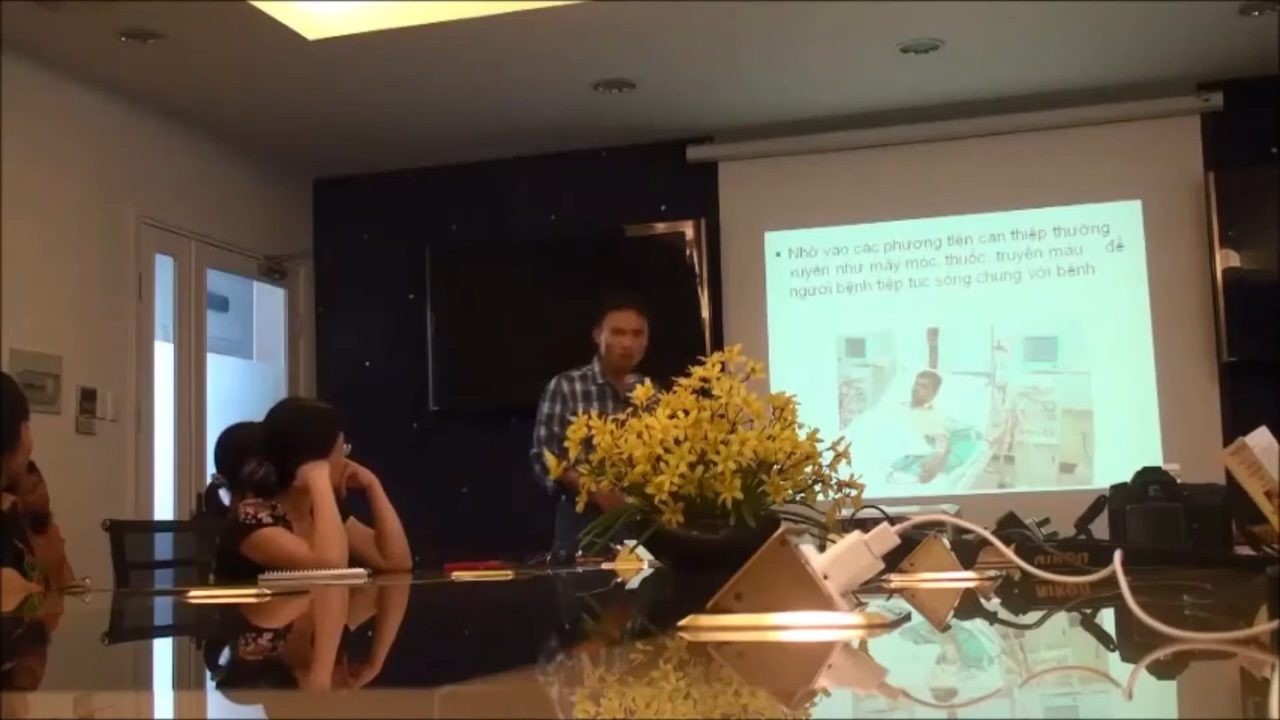 • Nhờ vào các phương tiện can thiệp thường
xuyên như máy móc, thuốc, truyền máu để
người bệnh tiếp tục sống chung với bệnh
NIKON